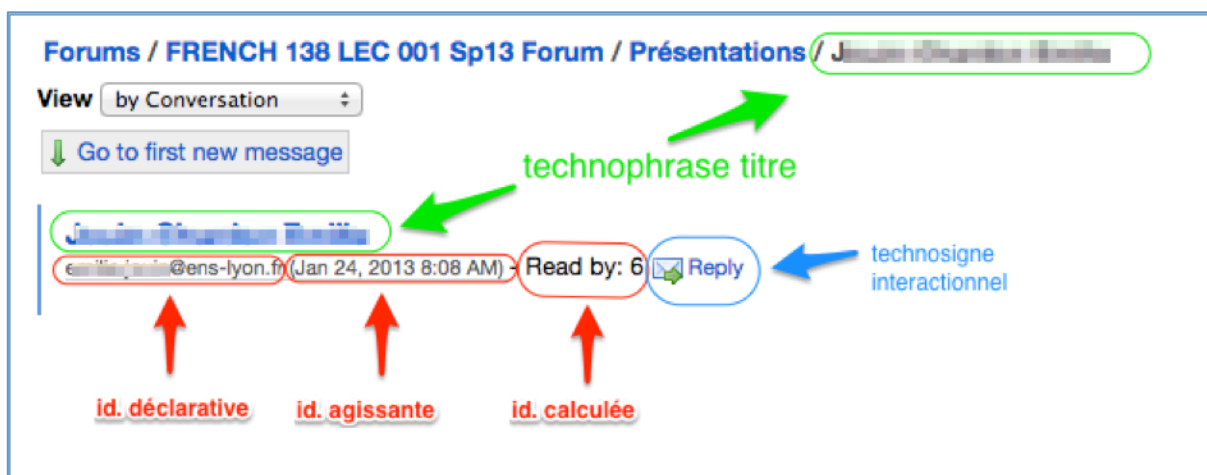 Forums / FRENCH 138 LEC 001 Sp13 Forum / Présentations /
View by Conversation
Go to first new message
technophrase titre
@ens-lyon.fr (Jan 24, 2013 8:08 AM) - Read by: 6 Reply
technosigne
interactionnel
id. déclarative id. agissante id. calculée